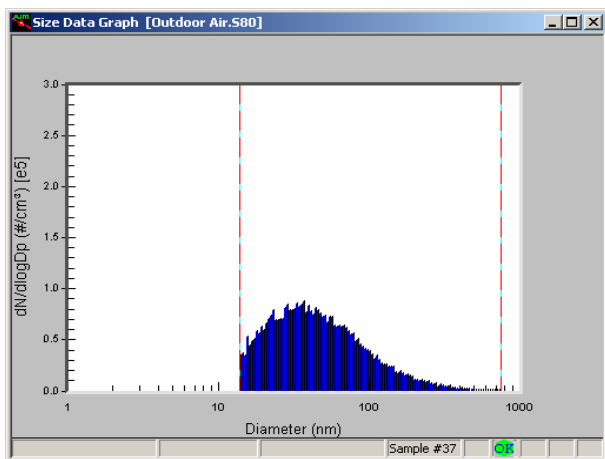 AIM
Size Data Graph [Outdoor Air.S80]
3.0
2.5
2.0
1.5
1.0
0.5
0.0
dN/dlogDp (#/cm³) [e5]
1 10 100 1000
Diameter (nm)
Sample #37 OK